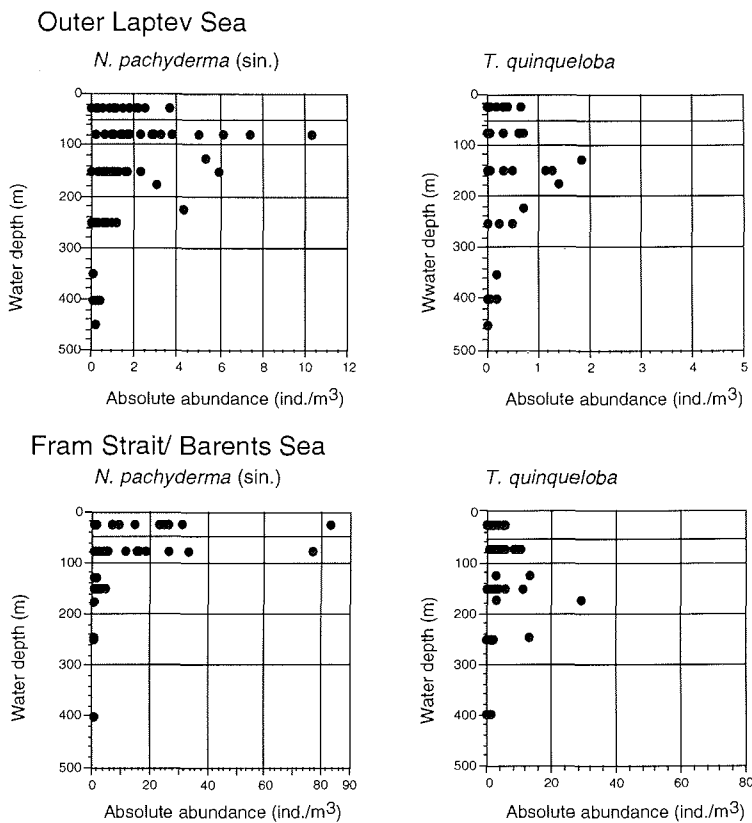 Outer Laptev Sea
N. pachyderma (sin.)
T. quinqueloba
0
100
200
300
400
500
Water depth (m)
0 2 4 6 8 10 12
Absolute abundance (ind./m3)
0
100
200
300
400
500
Wwater depth (m)
0 1 2 3 4 5
Absolute abundance (ind./m3)
Fram Strait/ Barents Sea
N. pachyderma (sin.)
T. quinqueloba
0
100
200
300
400
500
Water depth (m)
0 20 40 60 80 90
Absolute abundance (ind./m3)
0
100
200
300
400
500
Water depth (m)
0 20 40 60 80
Absolute abundance (ind./m3)